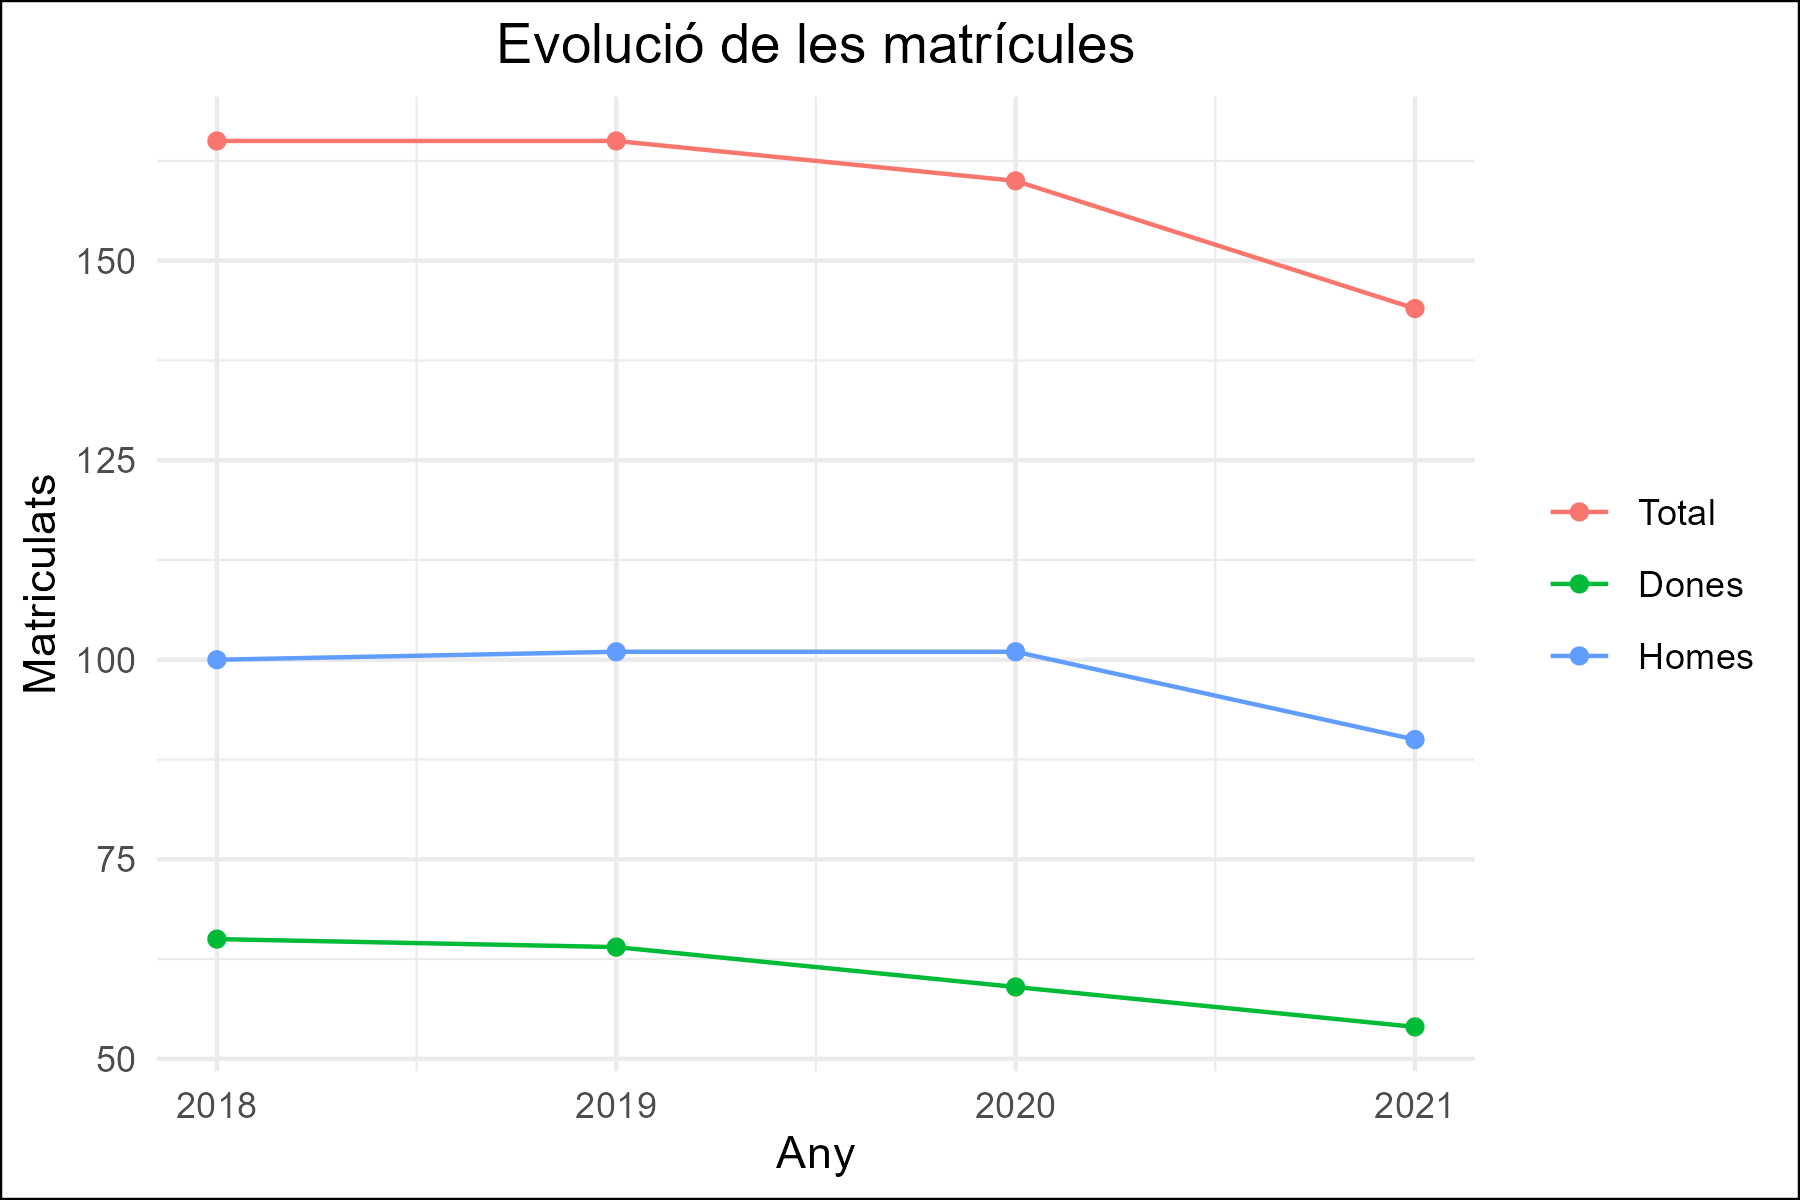 Evolució de les matrícules
Matriculats
150
125
100
75
50
2018 2019 2020 2021
Any
Total
Dones
Homes